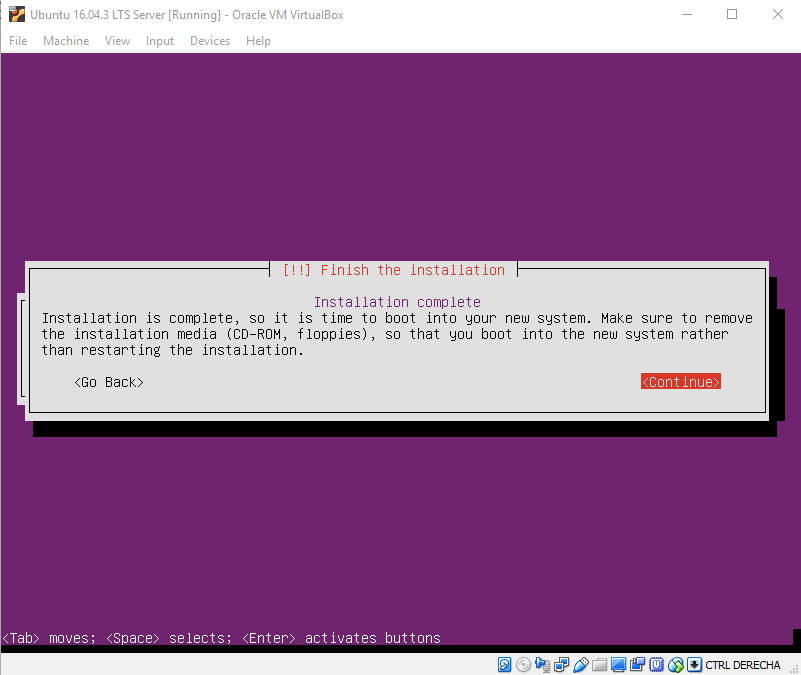 Ubuntu 16.04.3 LTS Server [Running] - Oracle VM VirtualBox
File Machine View Input Devices Help
[!!] Finish the installation
Installation complete
Installation is complete, so it is time to boot into your new system. Make sure to remove
the installation media (CD-ROM, floppies), so that you boot into the new system rather
than restarting the installation.
<Go Back> <Continue>
<Tab> moves; <Space> selects; <Enter> activates buttons
CTRL DERECHA